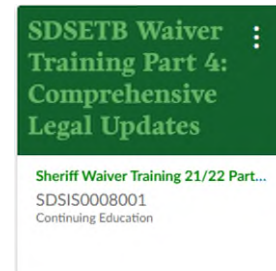 SDSETB Waiver
Training Part 4:
Comprehensive
Legal Updates
Sheriff Waiver Training 21/22 Part...
SDSIS0008001
Continuing Education